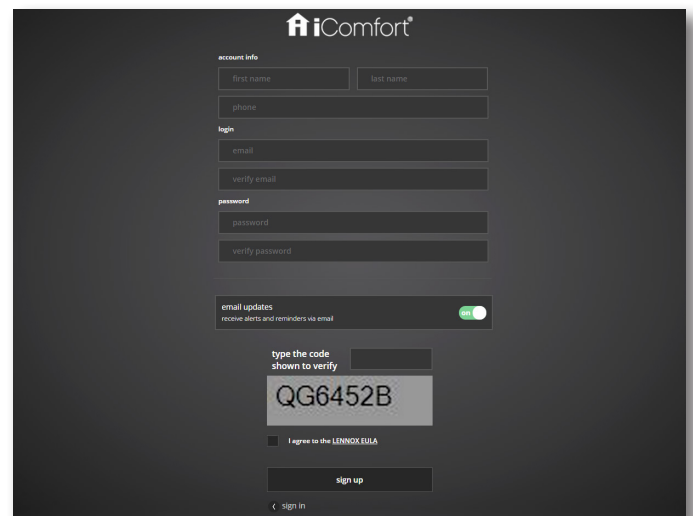 iComfort®
account info
first name last name
phone
login
email
verify email
password
password
verify password
email updates
receive alerts and reminders via email
on
type the code
shown to verify
QG6452B
I agree to the LENNOX EULA
sign up
sign in